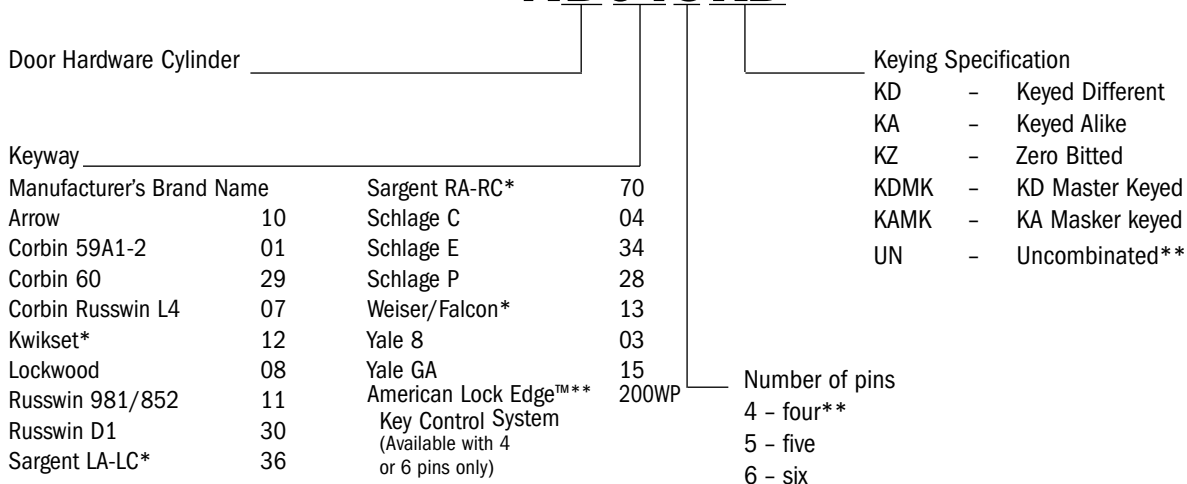 Door Hardware Cylinder
Keying Specification
KD – Keyed Different
KA – Keyed Alike
KZ – Zero Bitted
KDMK – KD Master Keyed
KAMK – KA Masker keyed
UN – Uncombinated**
Keyway
Manufacturer's Brand Name
Arrow 10
Corbin 59A1-2 01
Corbin 60 29
Corbin Russwin L4 07
Kwikset* 12
Lockwood 08
Russwin 981/852 11
Russwin D1 30
Sargent LA-LC* 36
Sargent RA-RC* 70
Schlage C 04
Schlage E 34
Schlage P 28
Weiser/Falcon* 13
Yale 8 03
Yale GA 15
American Lock Edge™** 200WP
Key Control System
(Available with 4
or 6 pins only)
Number of pins
4 – four**
5 – five
6 – six